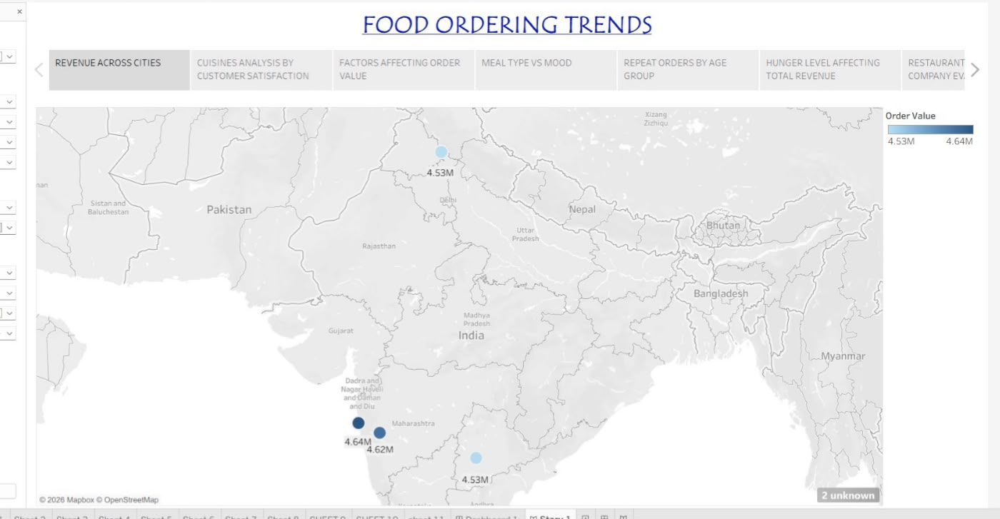 FOOD ORDERING TRENDS
REVENUE ACROSS CITIES
CUISINES ANALYSIS BY
CUSTOMER SATISFACTION
FACTORS AFFECTING ORDER
VALUE
MEAL TYPE VS MOOD
REPEAT ORDERS BY AGE
GROUP
HUNGER LEVEL AFFECTING
TOTAL REVENUE
RESTAURANT
COMPANY EV
Order Value
4.53M 4.64M
Xizang
Zizhiqu
4.53M
Delhi
Sistan and
Baluchestan
Pakistan
Nepal
Bhutan
Uttar
Pradesh
Rajasthan
Bangladesh
Madhya
Pradesh
India
Gujarat
Myanmar
Dadra and
Nagar Haveli
and Daman
and Diu
Maharashtra
4.64M
4.62M
4.53M
© 2026 Mapbox © OpenStreetMap
2 unknown
Sheet 2 Sheet 3 Sheet 4 Sheet 5 Sheet 6 Sheet 7 Sheet 8 SHEET 9 SHEET 10 sheet 11 Dashboard 1 Story 1